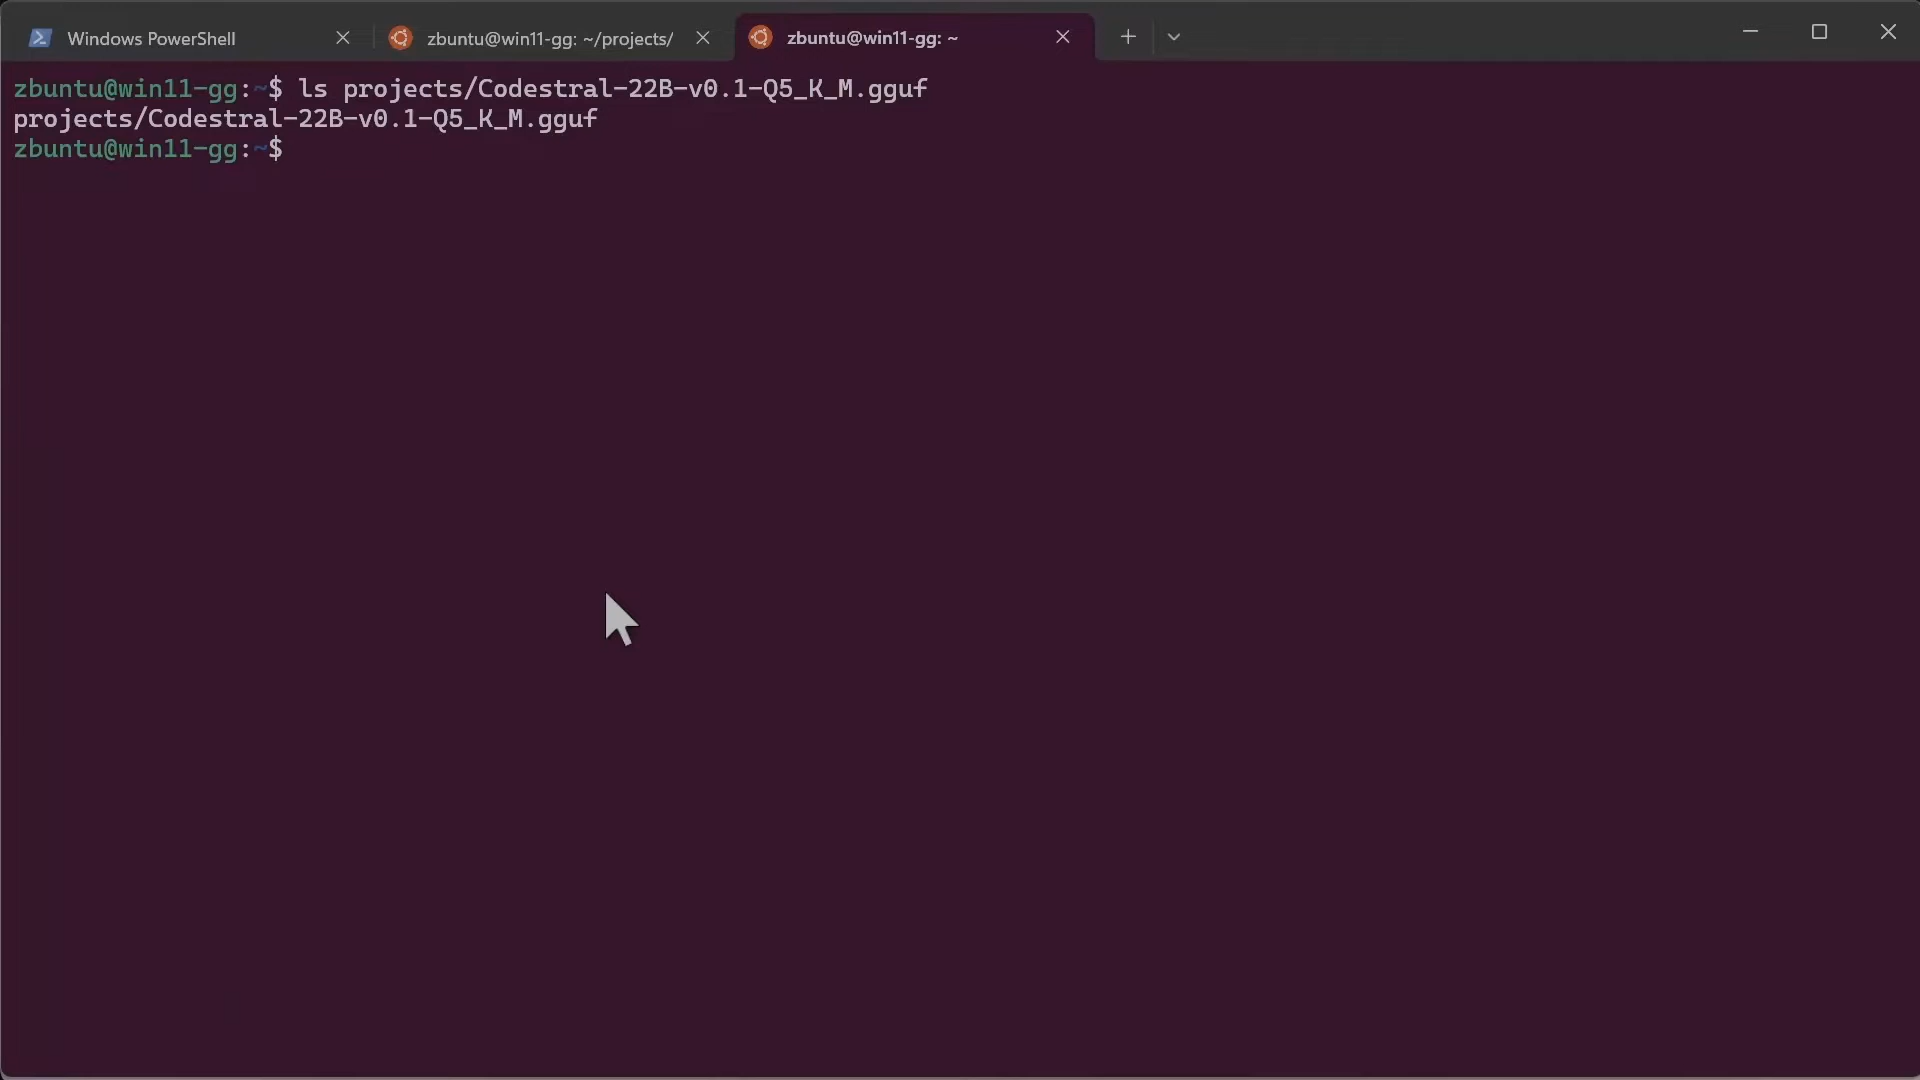 Windows PowerShell
zbuntu@win11-gg: ~/projects/
zbuntu@win11-gg: ~
zbuntu@win11-gg:~$ ls projects/Codestral-22B-v0.1-Q5_K_M.gguf
projects/Codestral-22B-v0.1-Q5_K_M.gguf
zbuntu@win11-gg:~$